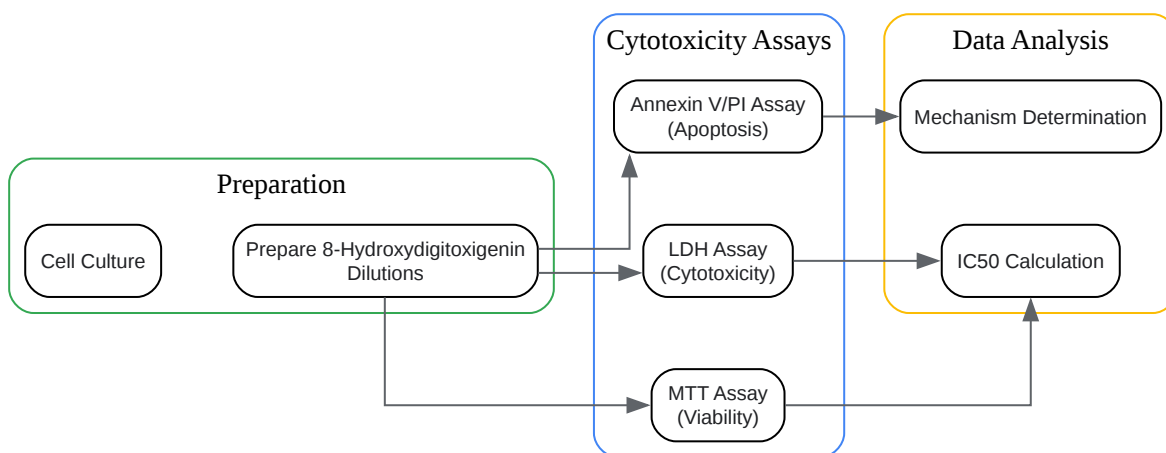 Preparation
Cell Culture
Prepare 8-Hydroxydigitoxigenin
Dilutions
Cytotoxicity Assays
Annexin V/PI Assay
(Apoptosis)
LDH Assay
(Cytotoxicity)
MTT Assay
(Viability)
Data Analysis
Mechanism Determination
IC50 Calculation